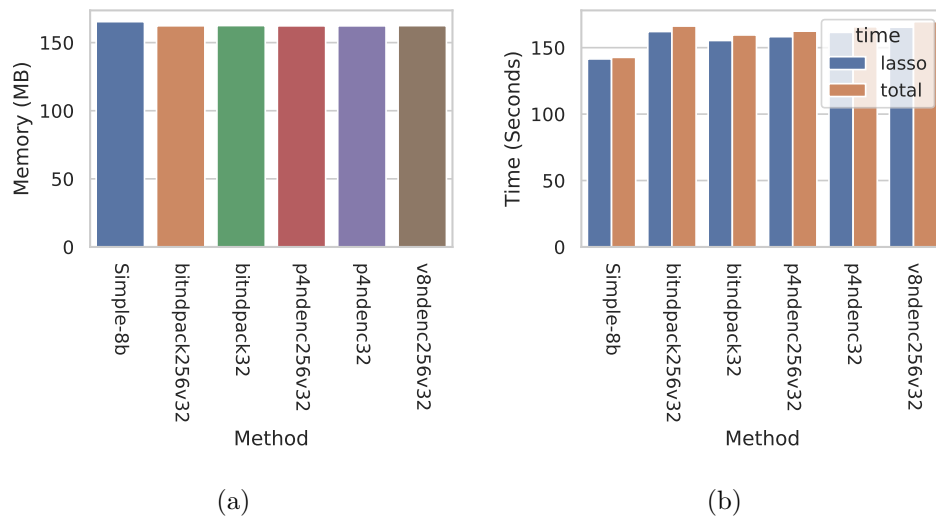 150
100
50
0
Memory (MB)
Simple-8b
bitndpack256v32
bitndpack32
p4ndenc256v32
p4ndenc32
v8ndenc256v32
Method
(a)
150
100
50
0
Time (Seconds)
time
lasso
total
Simple-8b
bitndpack256v32
bitndpack32
p4ndenc256v32
p4ndenc32
v8ndenc256v32
Method
(b)